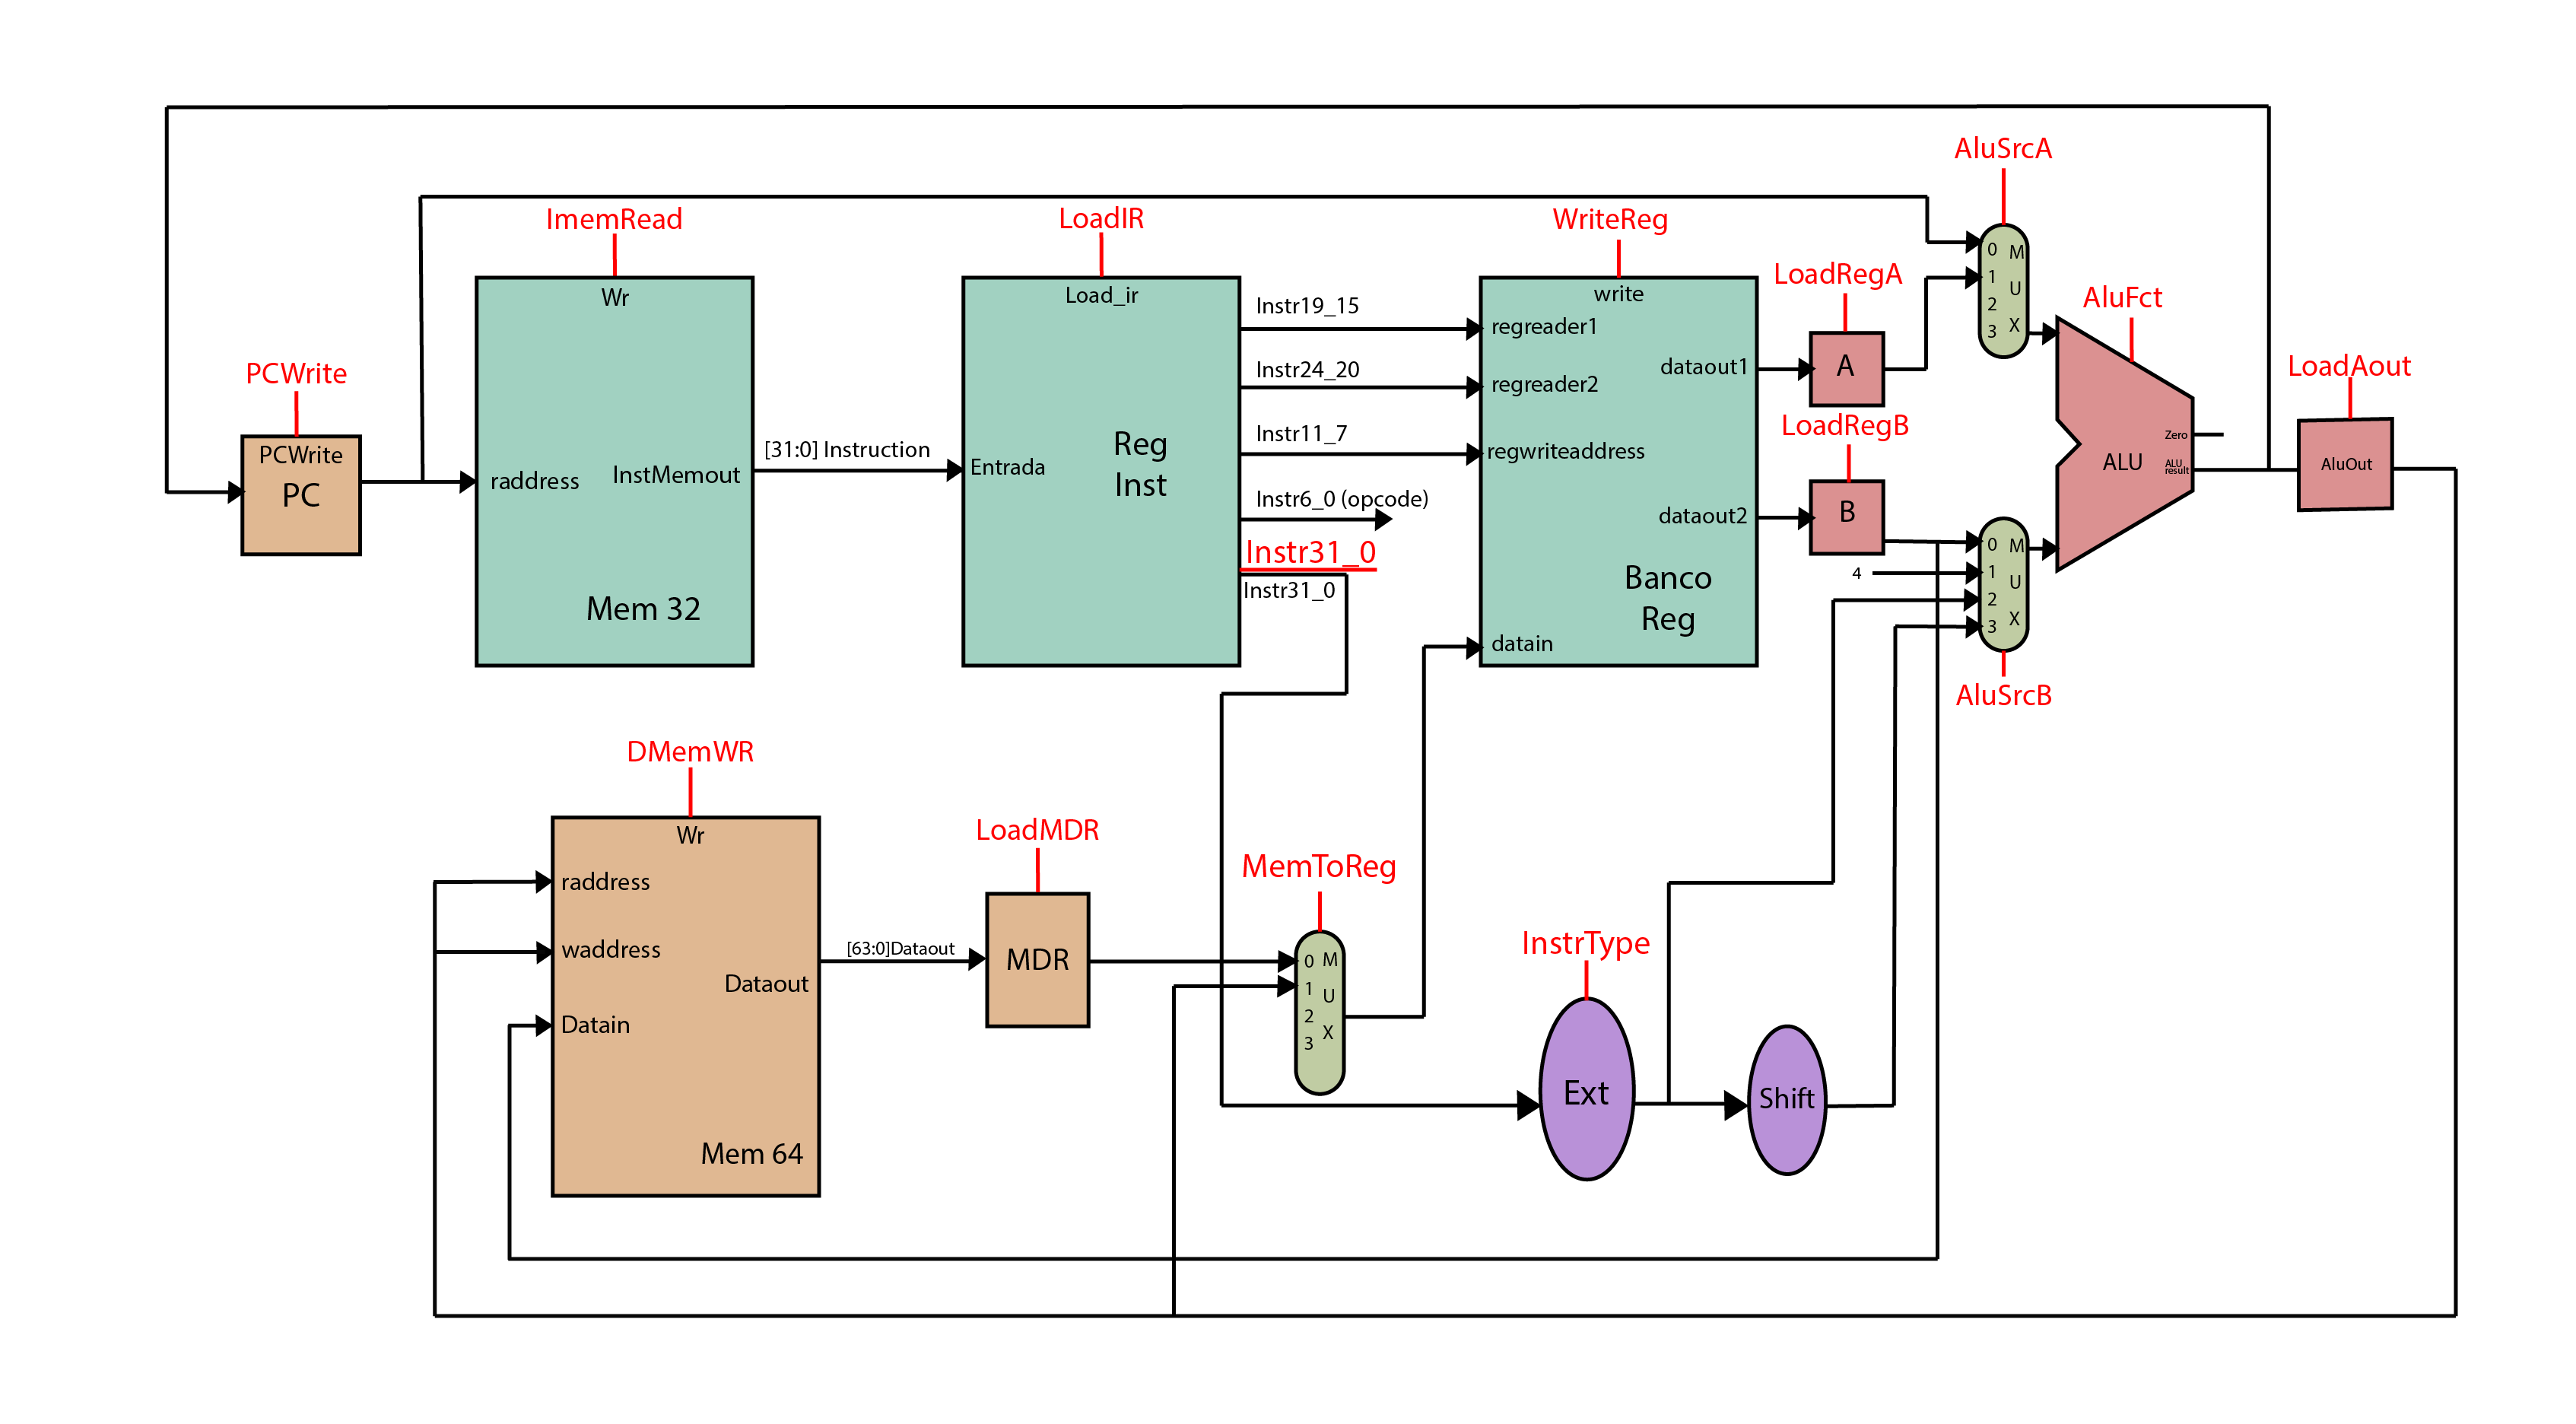 AluSrcA
ImemRead
LoadIR
WriteReg
Wr
Load_ir
write
PCWrite
PCWrite
PC
raddress
InstMemout
Mem 32
[31:0] Instruction
Entrada
Reg
Inst
Instr19_15
Instr24_20
Instr11_7
Instr6_0 (opcode)
Instr31_0
Instr31_0
regreader1
regreader2
regwriteaddress
dataout1
dataout2
Banco
Reg
datain
LoadRegA
A
LoadRegB
B
0 M
1
U
2
3 X
4
0 M
1
U
2
3 X
AluSrcB
AluFct
ALU
Zero
ALU
result
LoadAout
AluOut
DMemWR
Wr
raddress
waddress
Datain
Dataout
Mem 64
[63:0]Dataout
LoadMDR
MDR
MemToReg
0 M
1
U
2
X
3
InstrType
Ext
Shift